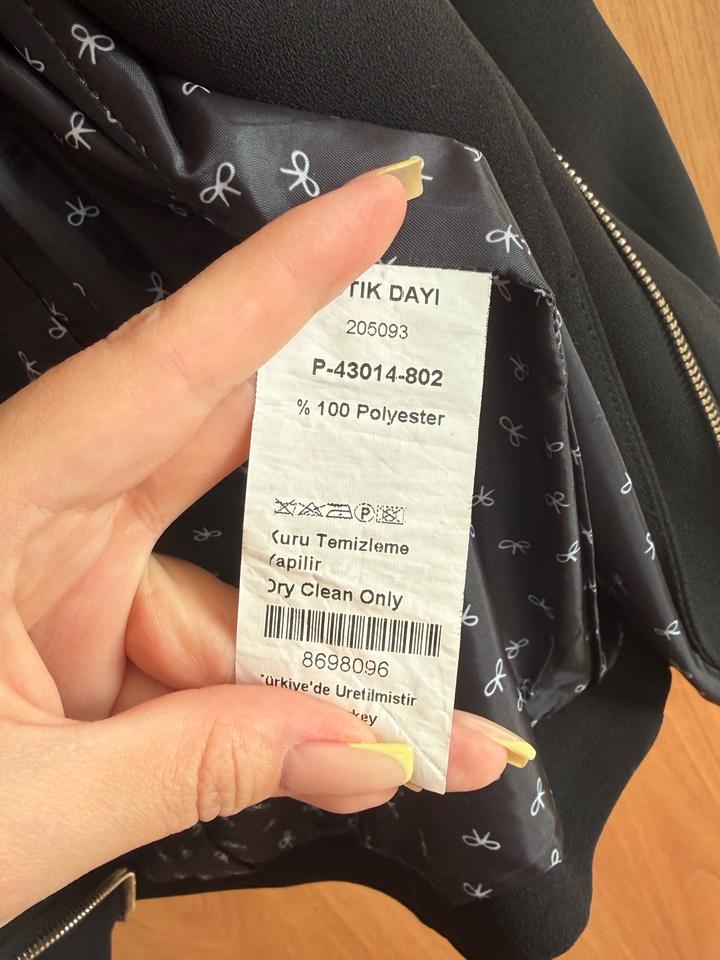 TIK DAYI
205093
P-43014-802
% 100 Polyester
P
Kuru Temizleme
Yapilir
Dry Clean Only
8698096
Türkiye'de Uretilmistir